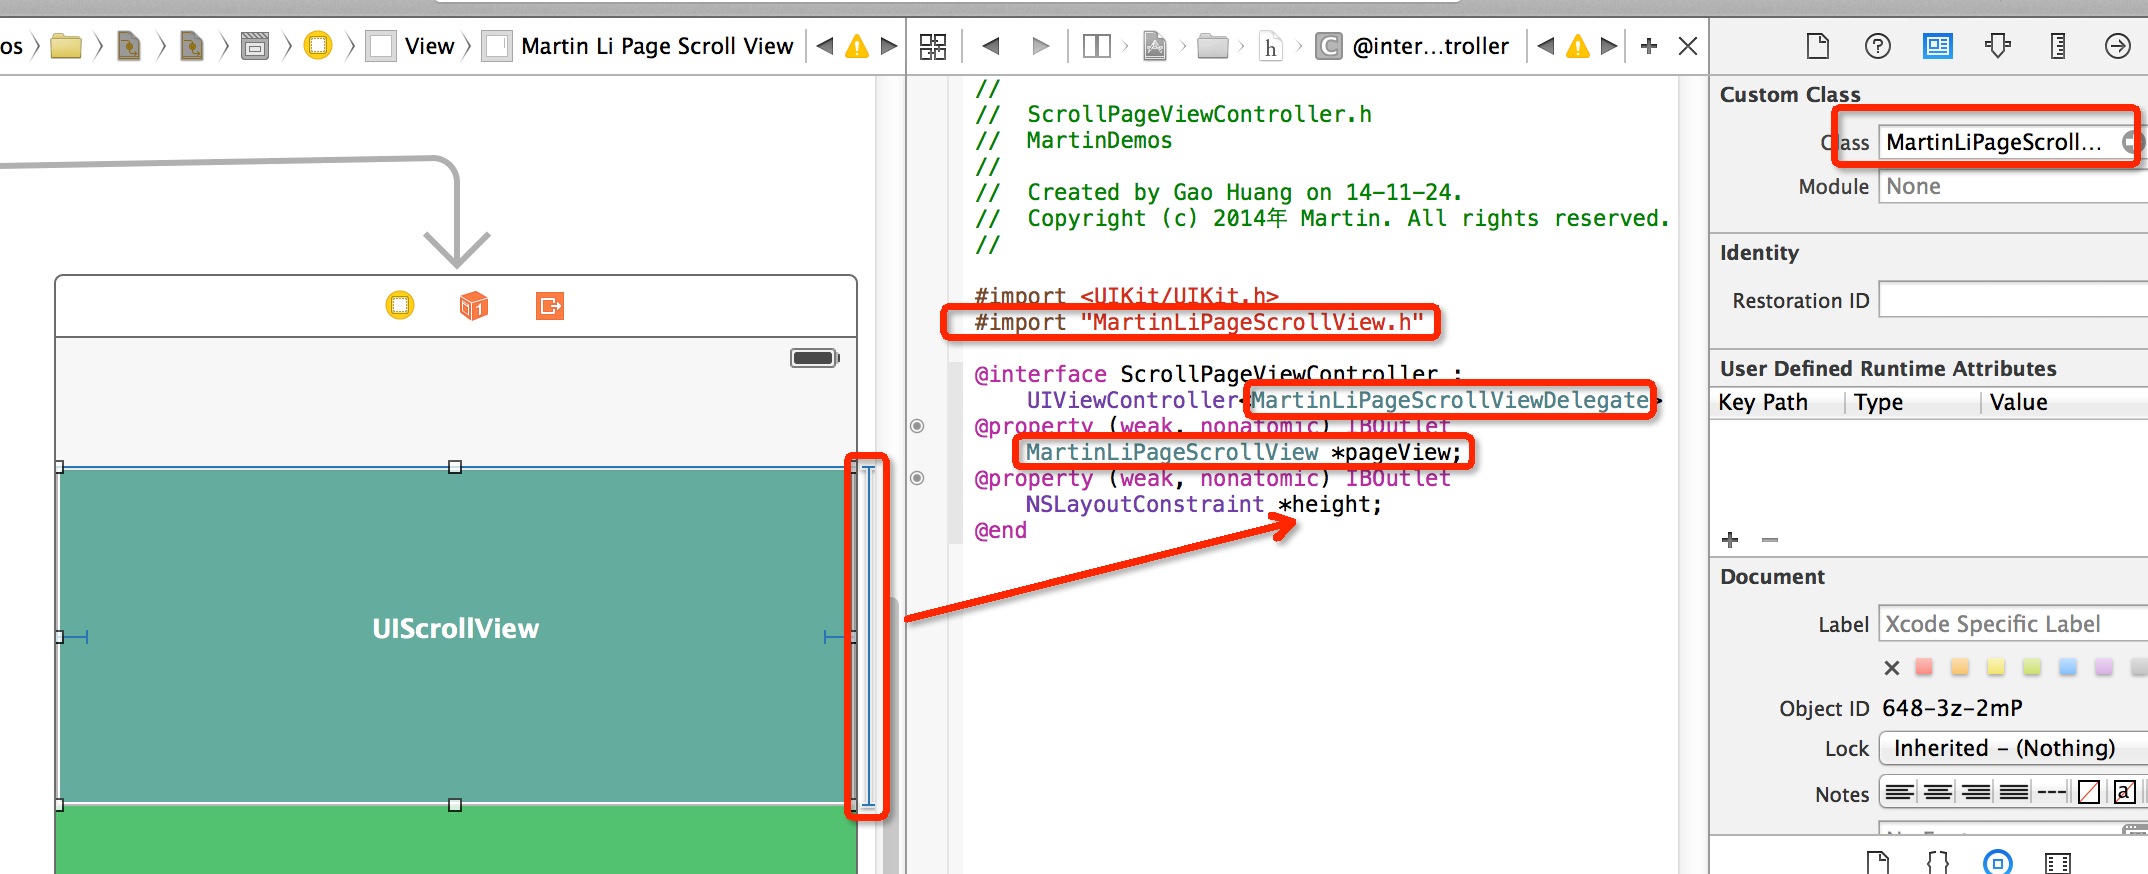 os
View
Martin Li Page Scroll View
h
C
@inter...troller
//
// ScrollPageViewController.h
// MartinDemos
//
// Created by Gao Huang on 14-11-24.
// Copyright (c) 2014年 Martin. All rights reserved.
//
#import <UIKit/UIKit.h>
#import "MartinLiPageScrollView.h"
@interface ScrollPageViewController :
UIViewController<MartinLiPageScrollViewDelegate>
@property (weak, nonatomic) IBOutlet
MartinLiPageScrollView *pageView;
@property (weak, nonatomic) IBOutlet
NSLayoutConstraint *height;
@end
UIScrollView
Custom Class
Class MartinLiPageScroll...
Module None
Identity
Restoration ID
User Defined Runtime Attributes
Key Path Type Value
Document
Label Xcode Specific Label
Object ID 648-3z-2mP
Lock Inherited - (Nothing)
Notes